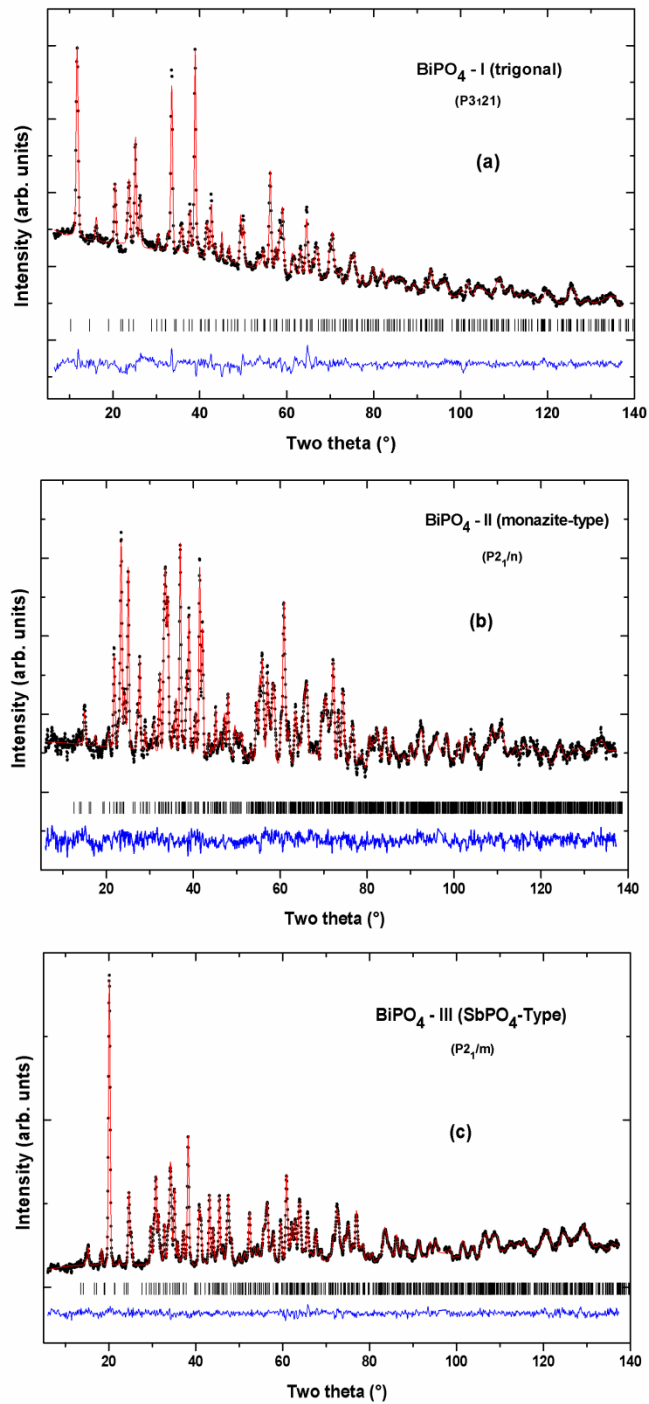 BiPO4 - I (trigonal)
(P3121)
(a)
Intensity (arb. units)
20 40 60 80 100 120 140
Two theta (°)
BiPO4 - II (monazite-type)
(P21/n)
(b)
Intensity (arb. units)
20 40 60 80 100 120 140
Two theta (°)
BiPO4 - III (SbPO4-Type)
(P21/m)
(c)
Intensity (arb. unts)
20 40 60 80 100 120 140
Two theta (°)